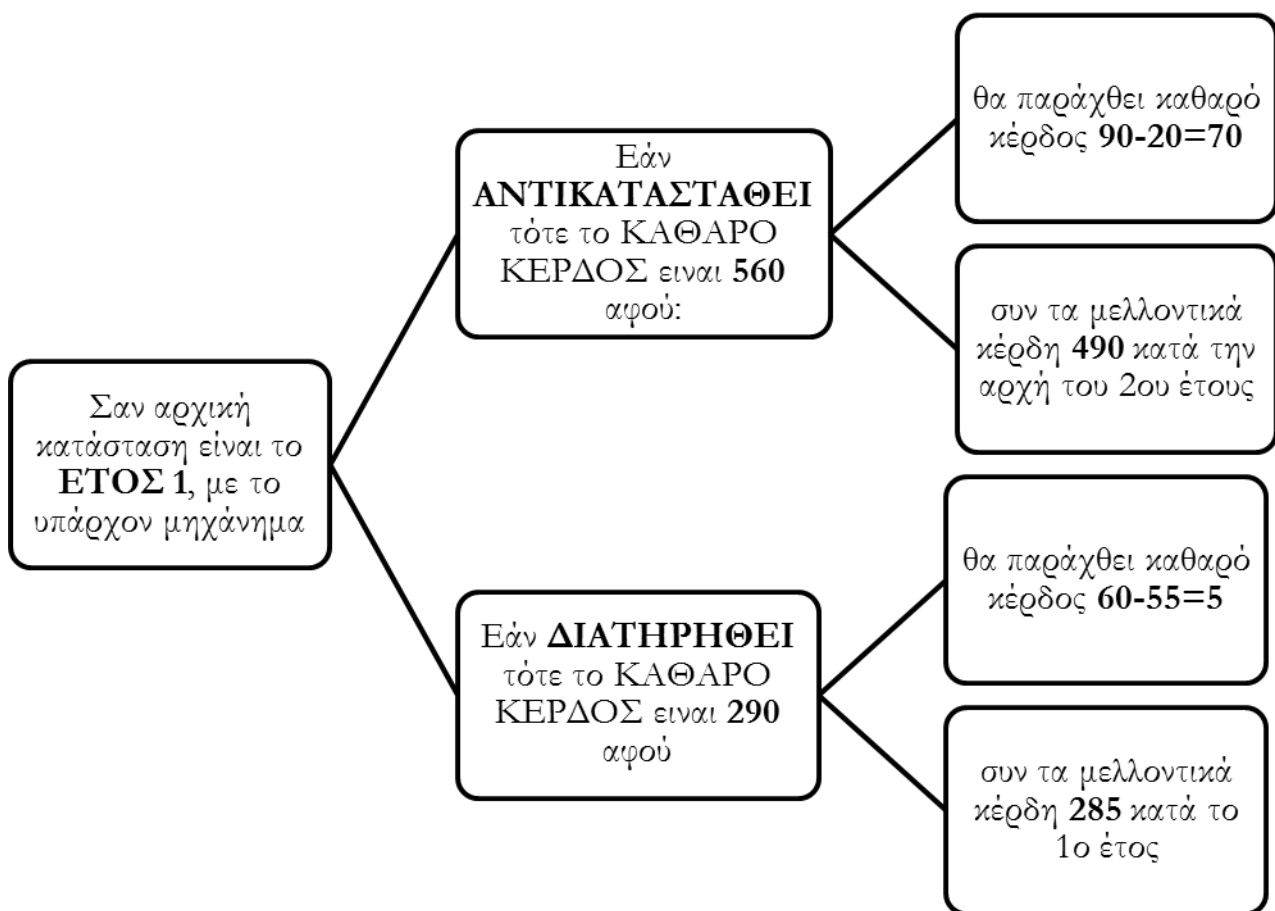 Σαν αρχική
κατάσταση είναι το
ΕΤΟΣ 1, με το
υπάρχον μηχάνημα
Εάν
ΑΝΤΙΚΑΤΑΣΤΑΘΕΙ
τότε το ΚΑΘΑΡΟ
ΚΕΡΔΟΣ ειναι 560
αφού:
θα παράχθει καθαρό
κέρδος 90-20=70
συν τα μελλοντικά
κέρδη 490 κατά την
αρχή του 2ου έτους
Εάν ΔΙΑΤΗΡΗΘΕΙ
τότε το ΚΑΘΑΡΟ
ΚΕΡΔΟΣ ειναι 290
αφού
θα παράχθει καθαρό
κέρδος 60-55=5
συν τα μελλοντικά
κέρδη 285 κατά το
1ο έτος